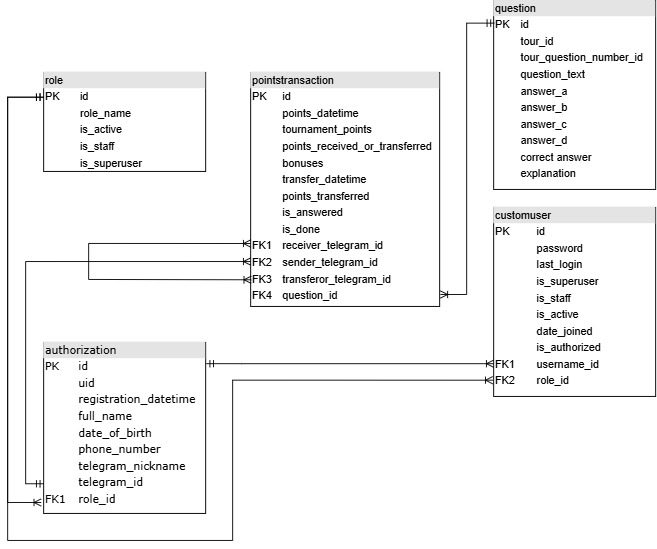 question
PK id
tour_id
tour_question_number_id
question_text
answer_a
answer_b
answer_c
answer_d
correct answer
explanation
role
PK id
role_name
is_active
is_staff
is_superuser
pointstransaction
PK id
points_datetime
tournament_points
points_received_or_transferred
bonuses
transfer_datetime
points_transferred
is_answered
is_done
FK1 receiver_telegram_id
FK2 sender_telegram_id
FK3 transferor_telegram_id
FK4 question_id
customuser
PK id
password
last_login
is_superuser
is_staff
is_active
date_joined
is_authorized
FK1 username_id
FK2 role_id
authorization
PK id
uid
registration_datetime
full_name
date_of_birth
phone_number
telegram_nickname
telegram_id
FK1 role_id